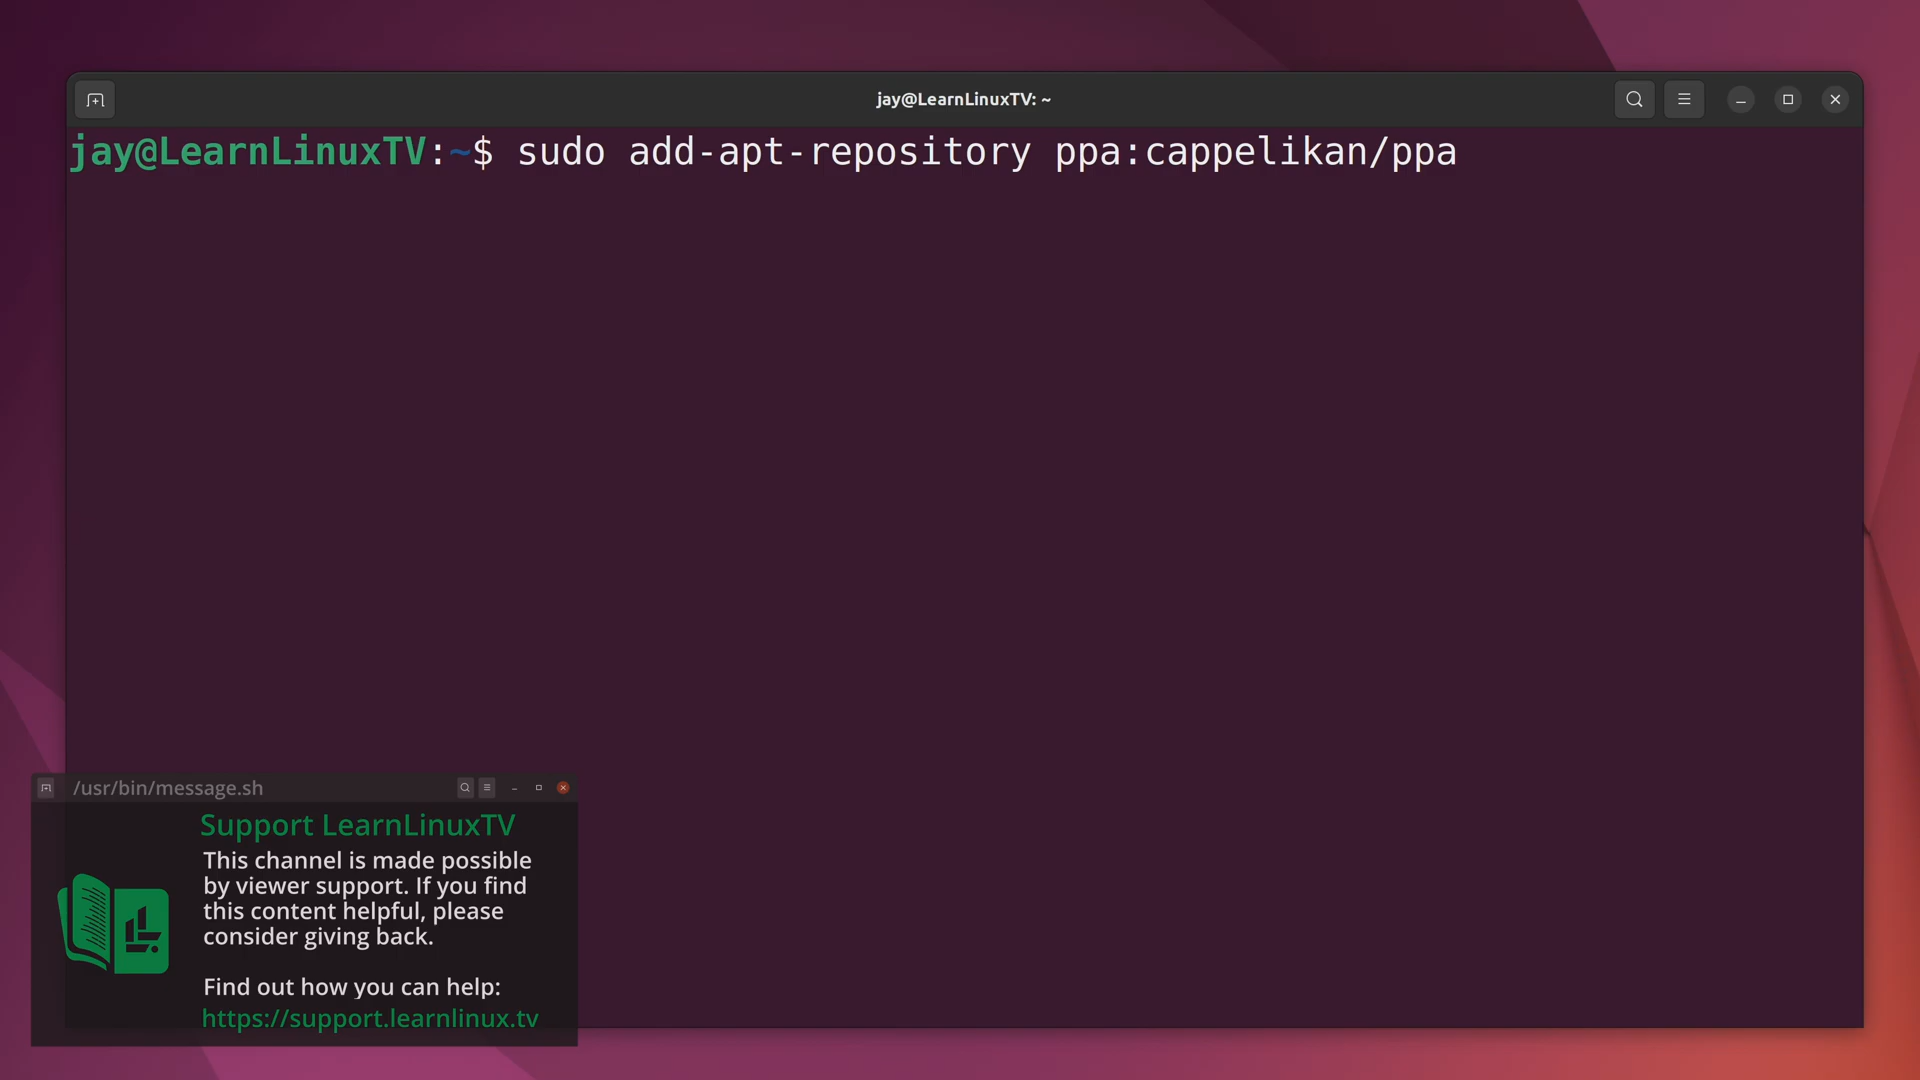 jay@LearnLinuxTV: ~
jay@LearnLinuxTV:~$ sudo add-apt-repository ppa:cappelikan/ppa
/usr/bin/message.sh
Support LearnLinuxTV
This channel is made possible
by viewer support. If you find
this content helpful, please
consider giving back.
Find out how you can help:
https://support.learnlinux.tv